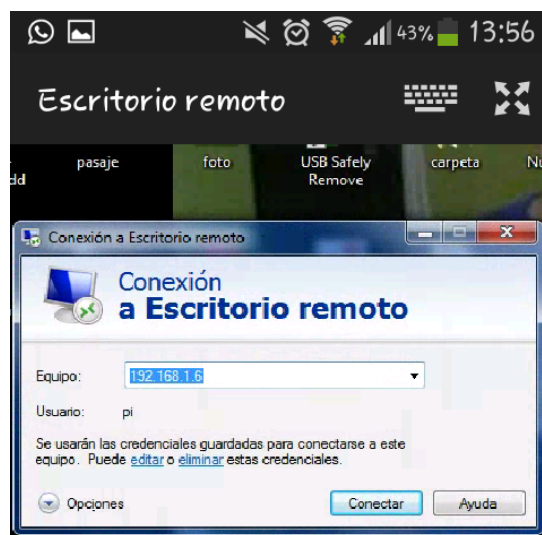 43% 13:56
Escritorio remoto
dd pasaje foto USB Safely Remove carpeta Nu
Conexión a Escritorio remoto
Conexión
a Escritorio remoto
Equipo: 192.168.1.6
Usuario: pi
Se usarán las credenciales guardadas para conectarse a este
equipo. Puede editar o eliminar estas credenciales.
Opciones Conectar Ayuda